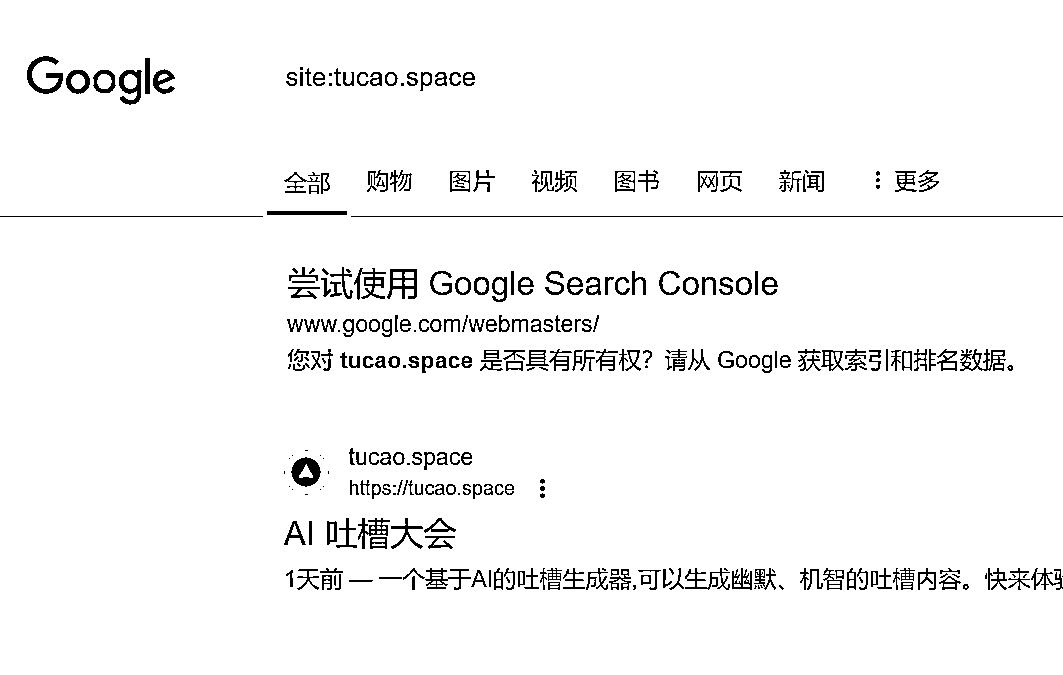 Google
site:tucao.space
全部 购物 图片 视频 图书 网页 新闻 更多
尝试使用 Google Search Console
www.google.com/webmasters/
您对 tucao.space 是否具有所有权？请从 Google 获取索引和排名数据。
tucao.space
https://tucao.space
AI 吐槽大会
1天前 — 一个基于AI的吐槽生成器,可以生成幽默、机智的吐槽内容。快来体